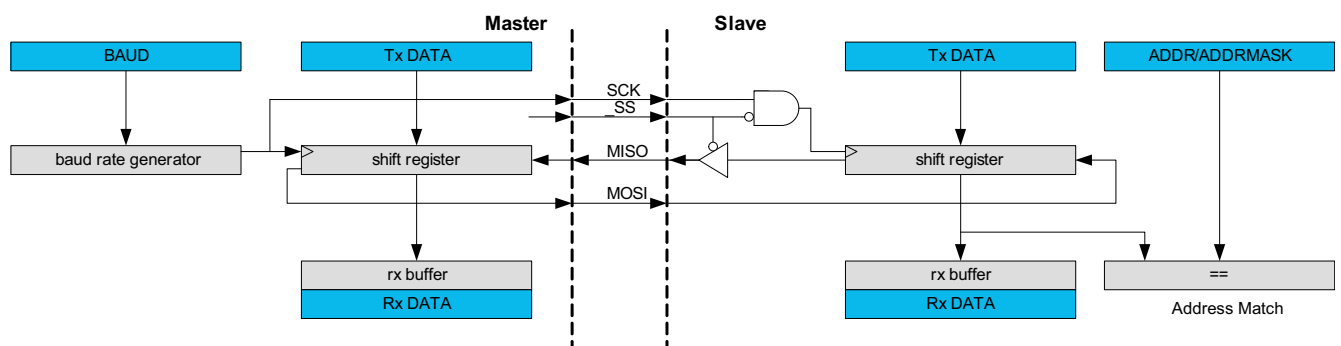 Master
Slave
BAUD
Tx DATA
Tx DATA
ADDR/ADDRMASK
SCK
_SS
baud rate generator
shift register
MISO
shift register
MOSI
rx buffer
rx buffer
==
Rx DATA
Rx DATA
Address Match